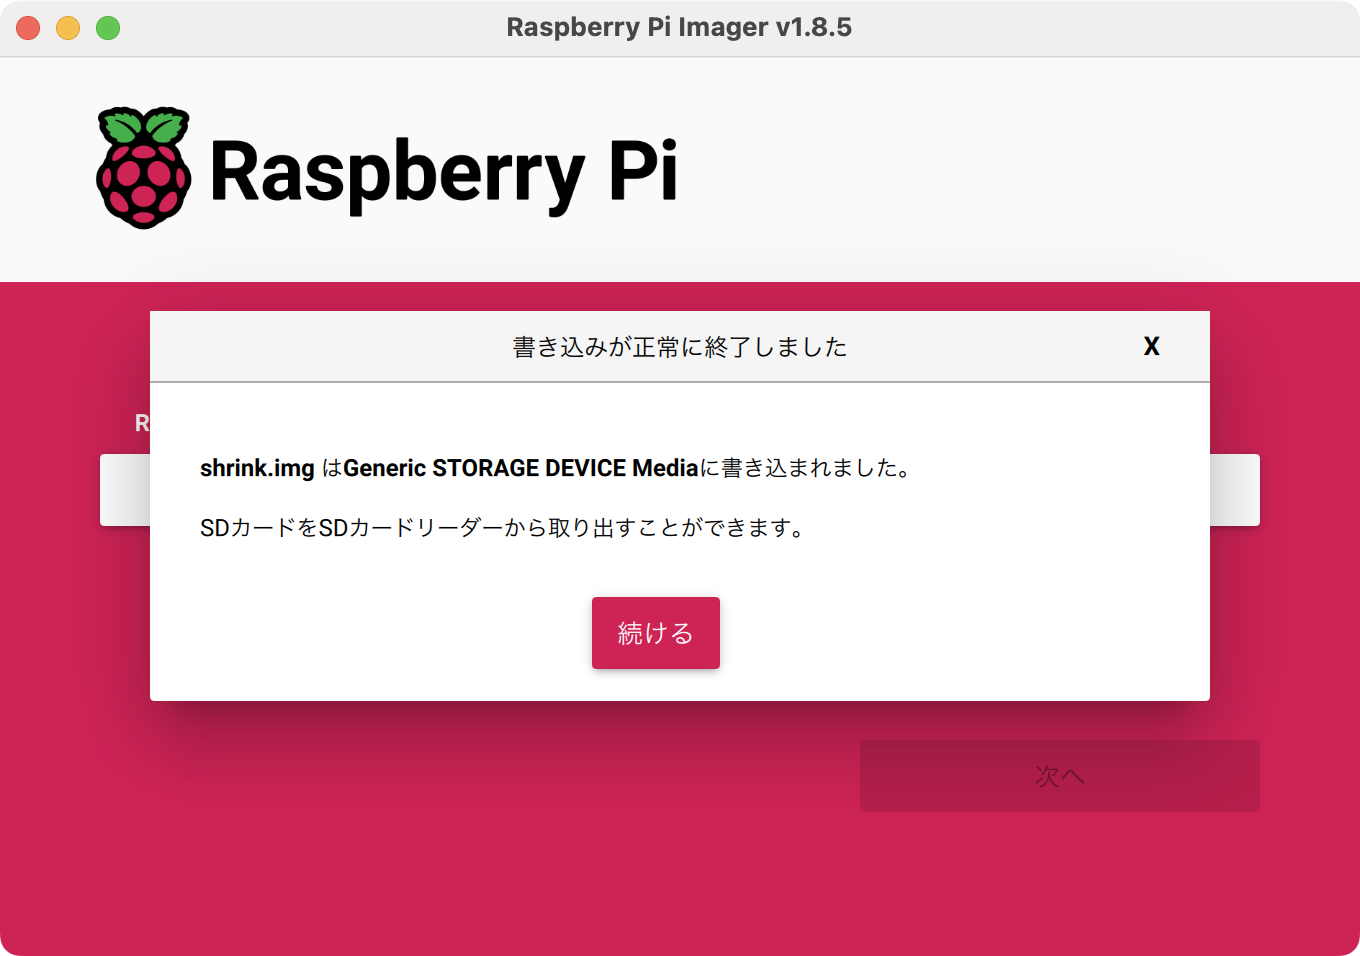 Raspberry Pi Imager v1.8.5
Raspberry Pi
書き込みが正常に終了しました
X
R
shrink.img はGeneric STORAGE DEVICE Mediaに書き込まれました。
SDカードをSDカードリーダーから取り出すことができます。
続ける
次へ